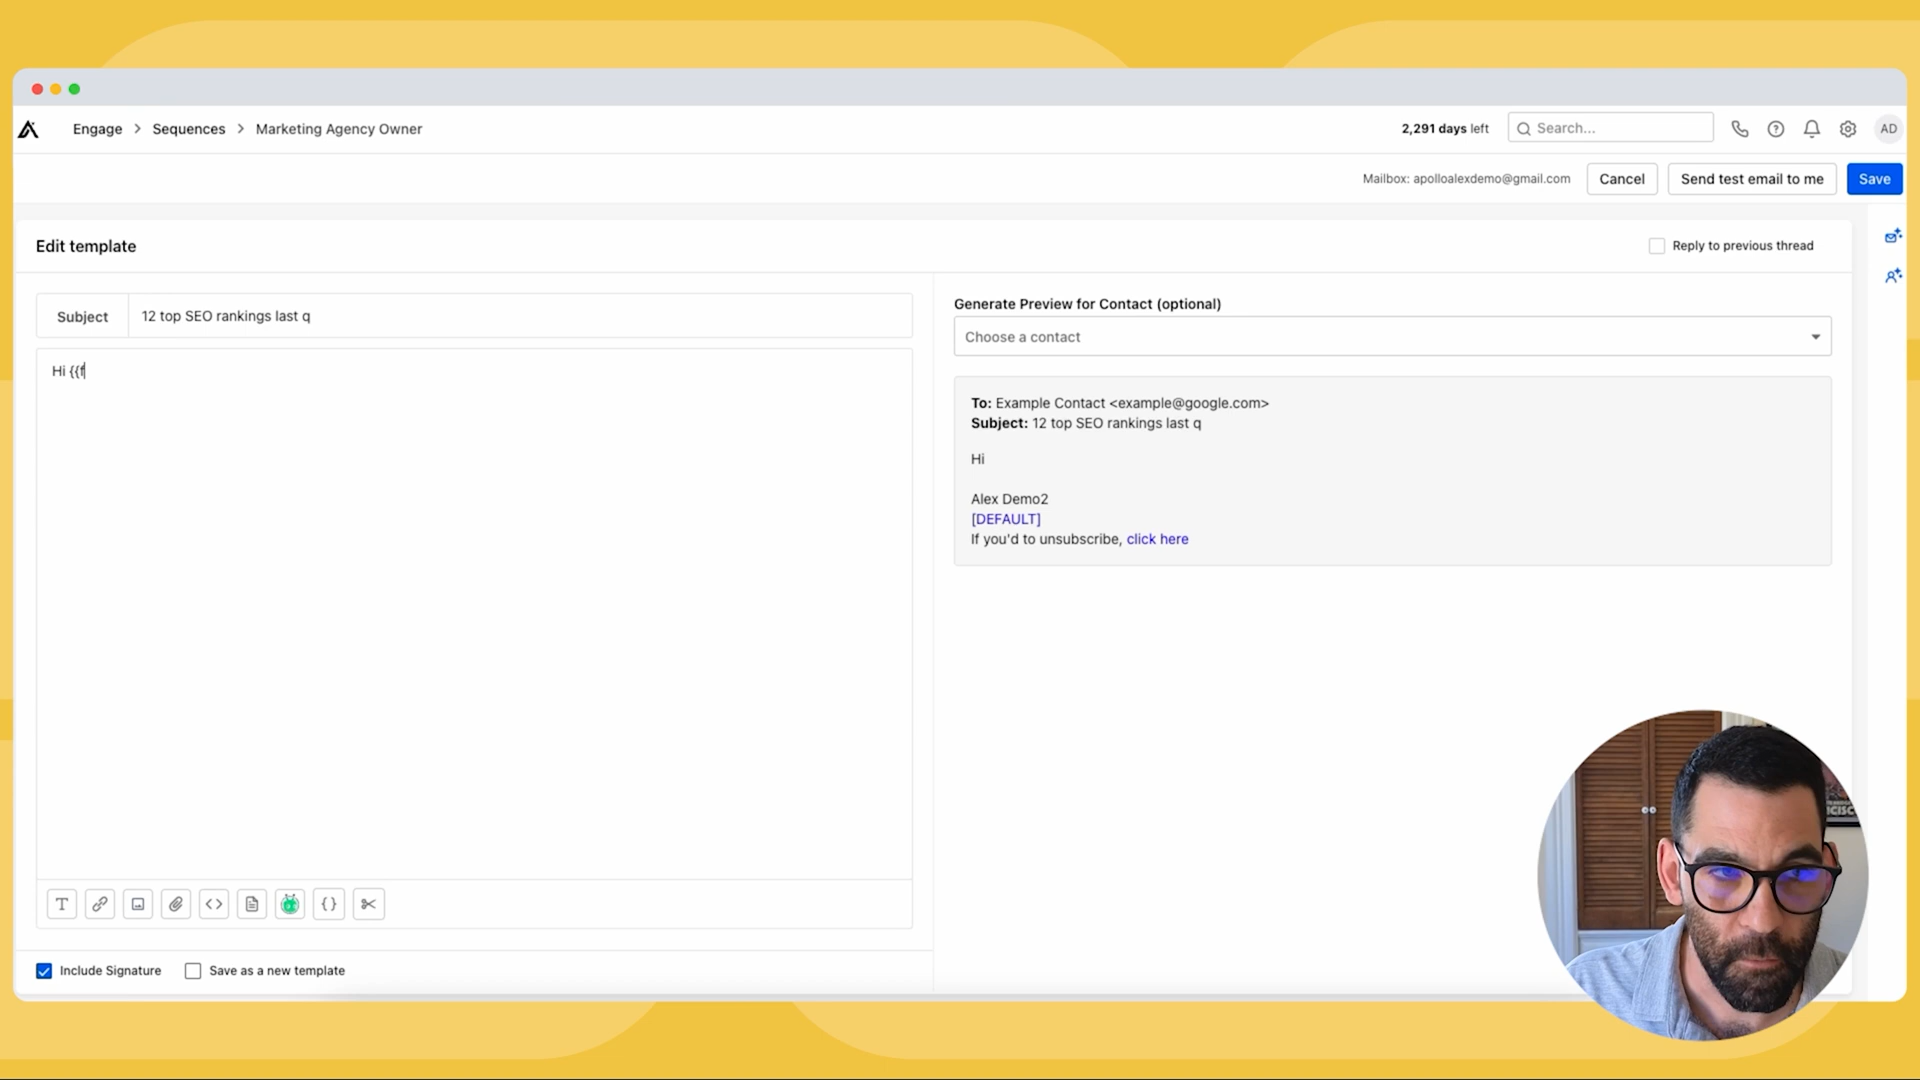 Engage > Sequences > Marketing Agency Owner
2,291 days left
Search...
AD
Mailbox: apolloalexdemo@gmail.com
Cancel
Send test email to me
Save
Edit template
Reply to previous thread
Subject
12 top SEO rankings last q
Hi {{f
Generate Preview for Contact (optional)
Choose a contact
To: Example Contact <example@google.com>
Subject: 12 top SEO rankings last q
Hi
Alex Demo2
[DEFAULT]
If you'd to unsubscribe, click here
Include Signature
Save as a new template